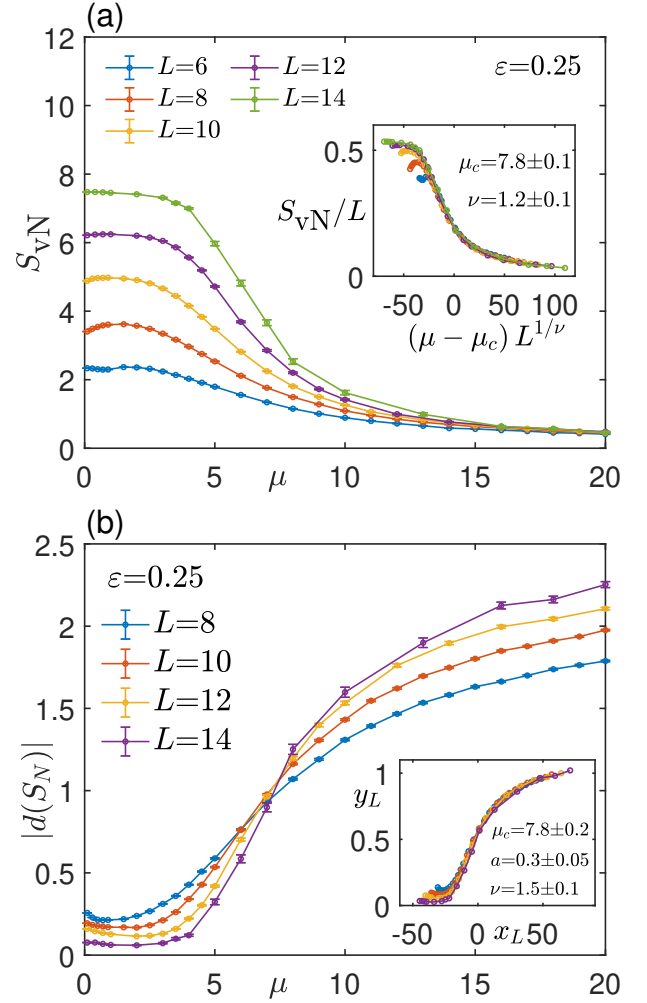 (a)
12
10
8
6
4
2
0
S_vN
L=6
L=8
L=10
L=12
L=14
ε=0.25
0.5
0
S_vN/L
μ_c=7.8±0.1
ν=1.2±0.1
-50 0 50 100
(μ − μ_c) L^{1/ν}
0 5 10 15 20
μ
(b)
2.5
2
1.5
1
0.5
0
|d(S_N)|
ε=0.25
L=8
L=10
L=12
L=14
1
0.5
0
y_L
μ_c=7.8±0.2
a=0.3±0.05
ν=1.5±0.1
-50 0 50
x_L
0 5 10 15 20
μ